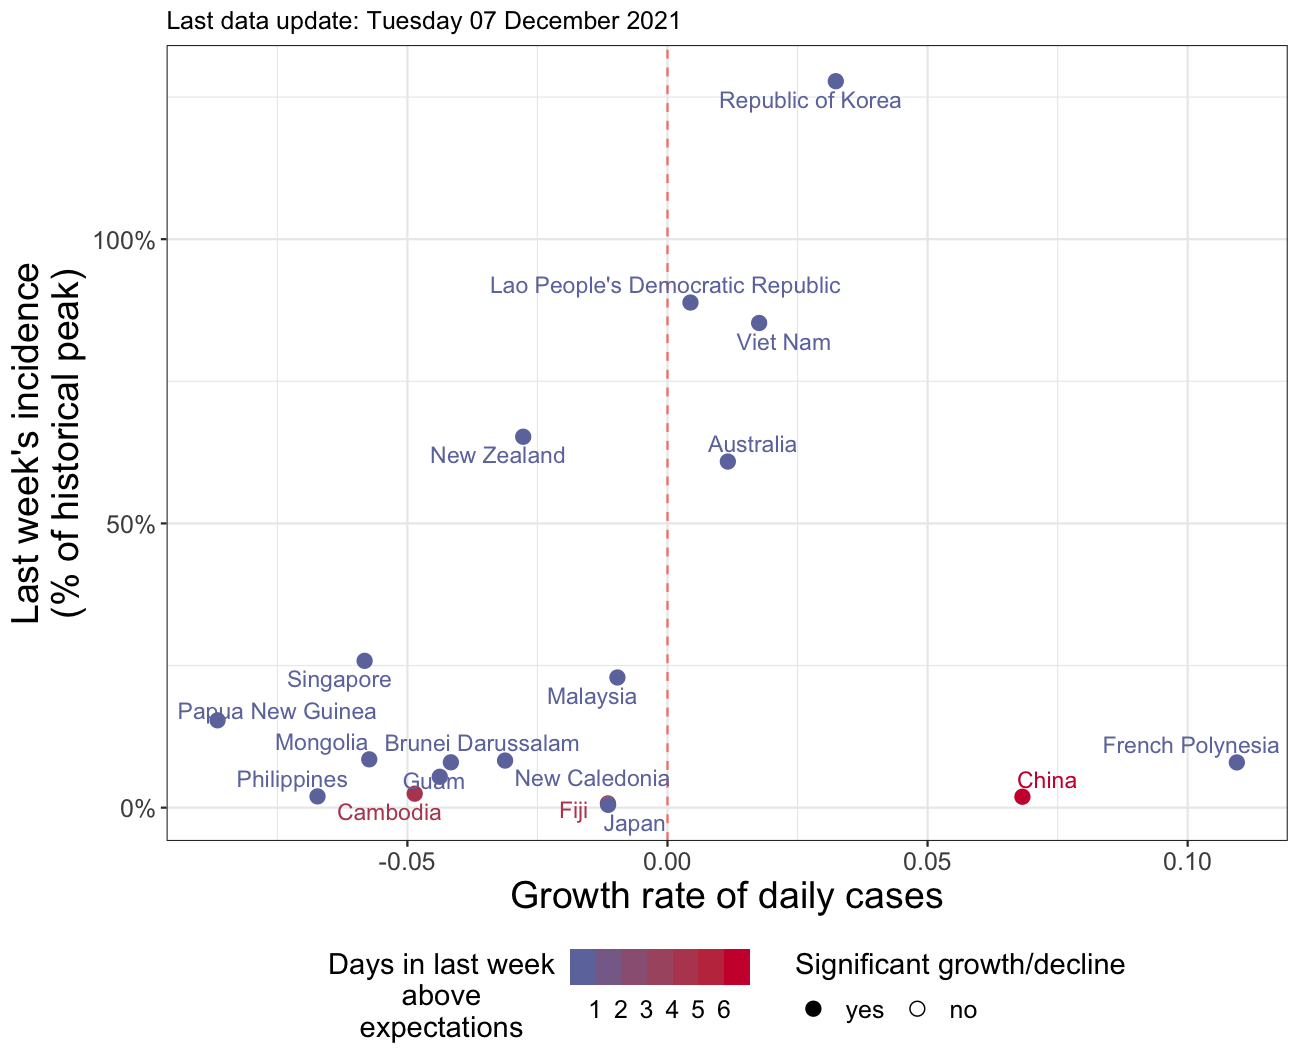 Last data update: Tuesday 07 December 2021
Last week's incidence
(% of historical peak)
100%
50%
0%
Republic of Korea
Lao People's Democratic Republic
Viet Nam
New Zealand
Australia
Singapore
Malaysia
Papua New Guinea
Mongolia
Brunei Darussalam
French Polynesia
Philippines
Guam
New Caledonia
China
Cambodia
Fiji
Japan
-0.05
0.00
0.05
0.10
Growth rate of daily cases
Days in last week
above
expectations
1 2 3 4 5 6
Significant growth/decline
yes
no